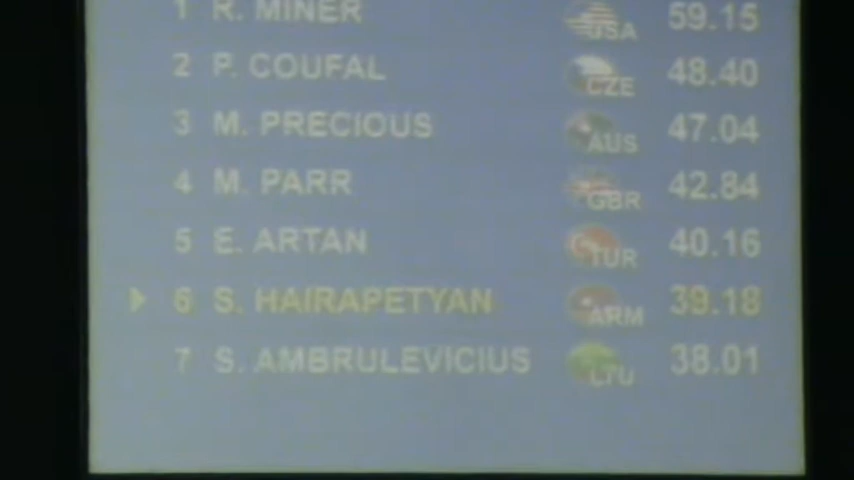 1 R. MINER USA 59.15
2 P. COUFAL CZE 48.40
3 M. PRECIOUS AUS 47.04
4 M. PARR GBR 42.84
5 E. ARTAN TUR 40.16
6 S. HAIRAPETYAN ARM 39.18
7 S. AMBRULEVICIUS LTU 38.01